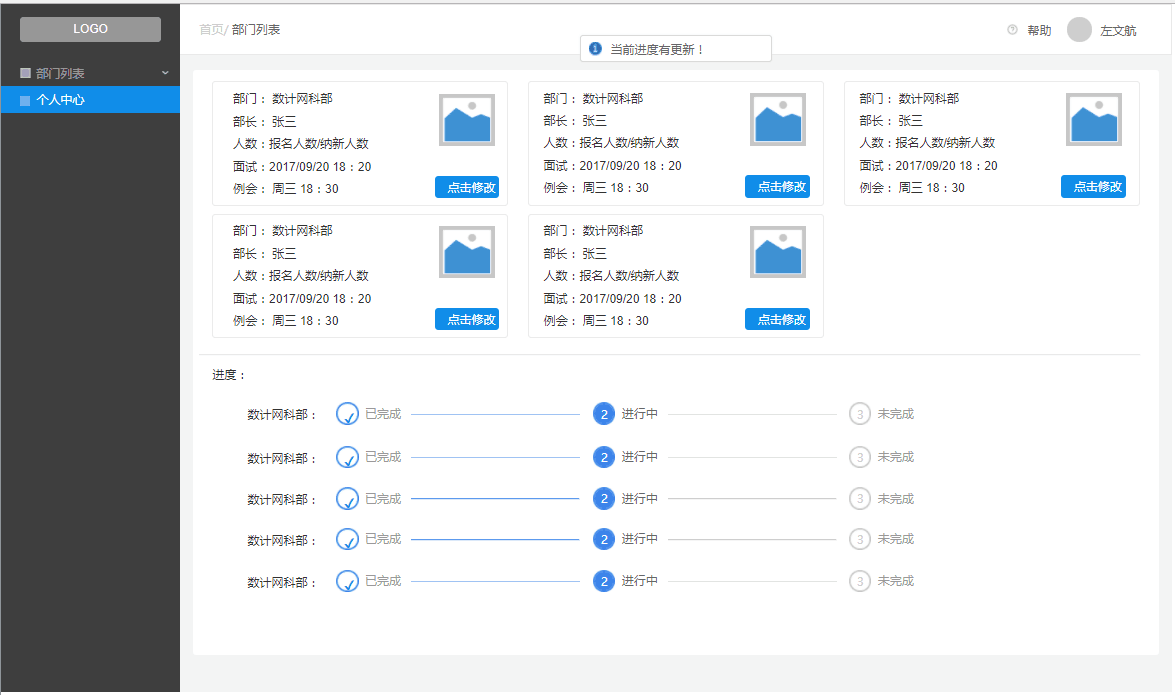 LOGO
首页/ 部门列表
帮助
左文航
当前进度有更新！
部门列表
个人中心
部门： 数计网科部
部长： 张三
人数：报名人数/纳新人数
面试：2017/09/20 18：20
例会： 周三 18：30
点击修改
部门： 数计网科部
部长： 张三
人数：报名人数/纳新人数
面试：2017/09/20 18：20
例会： 周三 18：30
点击修改
部门： 数计网科部
部长： 张三
人数：报名人数/纳新人数
面试：2017/09/20 18：20
例会： 周三 18：30
点击修改
部门： 数计网科部
部长： 张三
人数：报名人数/纳新人数
面试：2017/09/20 18：20
例会： 周三 18：30
点击修改
部门： 数计网科部
部长： 张三
人数：报名人数/纳新人数
面试：2017/09/20 18：20
例会： 周三 18：30
点击修改
进度：
数计网科部： 已完成 2 进行中 3 未完成
数计网科部： 已完成 2 进行中 3 未完成
数计网科部： 已完成 2 进行中 3 未完成
数计网科部： 已完成 2 进行中 3 未完成
数计网科部： 已完成 2 进行中 3 未完成